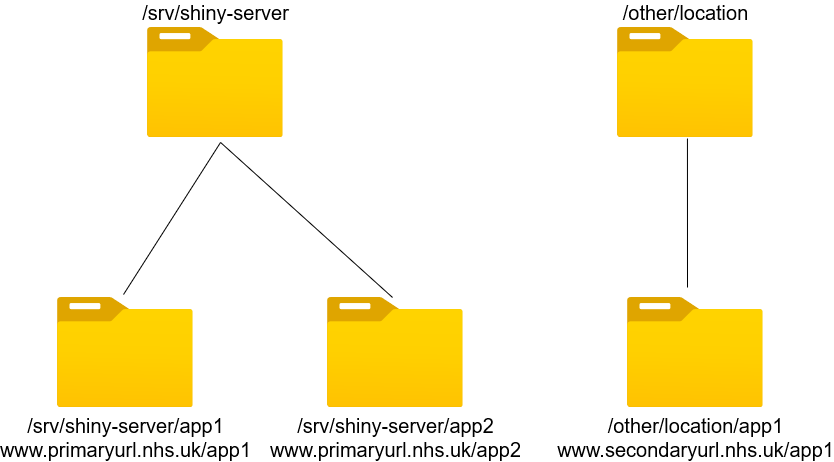 /srv/shiny-server
/other/location
/srv/shiny-server/app1
www.primaryurl.nhs.uk/app1
/srv/shiny-server/app2
www.primaryurl.nhs.uk/app2
/other/location/app1
www.secondaryurl.nhs.uk/app1